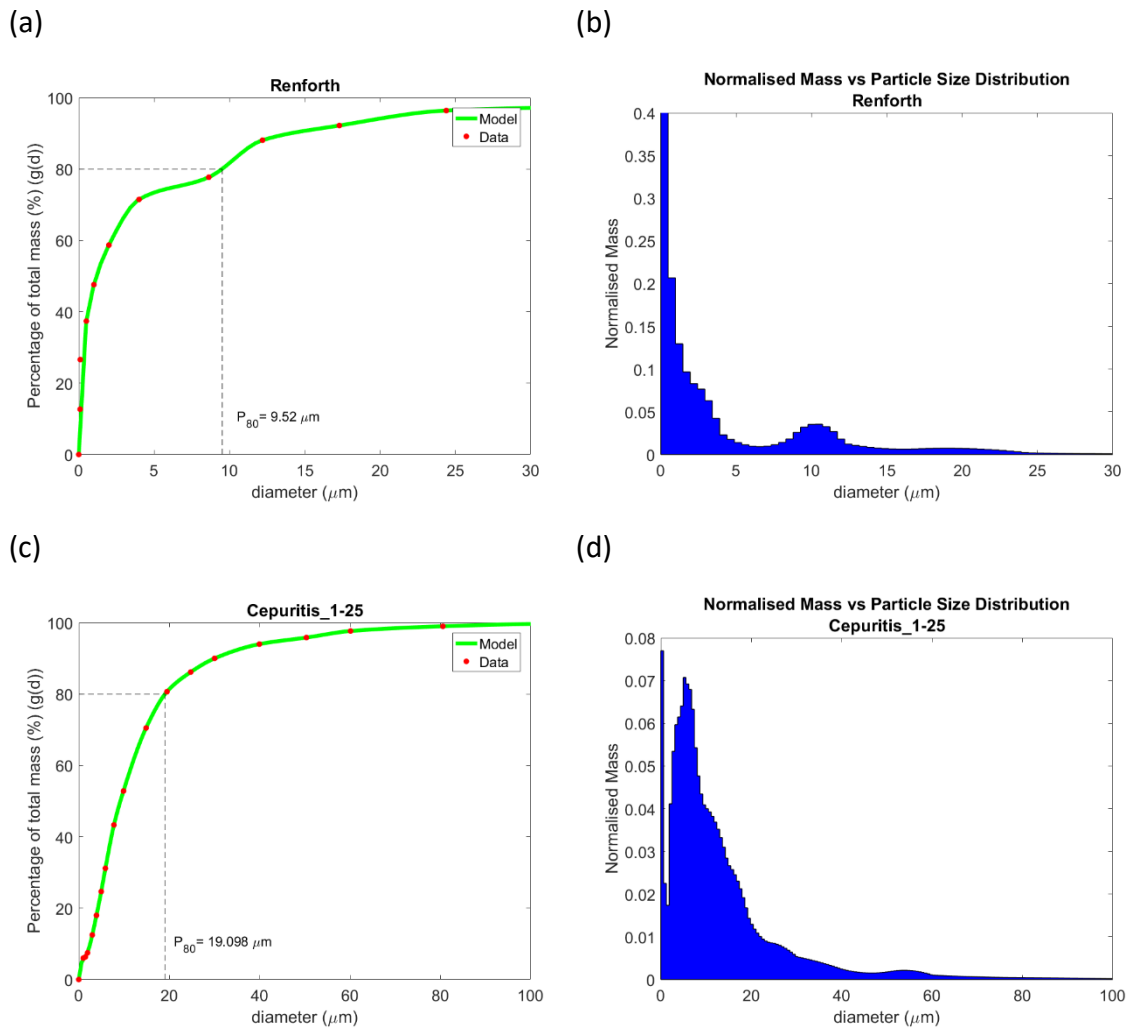 (a)
Renforth
100
80
60
40
20
0
Percentage of total mass (%) (g(d))
Model
Data
P80= 9.52 μm
0 5 10 15 20 25 30
diameter (μm)
(b)
Normalised Mass vs Particle Size Distribution
Renforth
0.4
0.35
0.3
0.25
0.2
0.15
0.1
0.05
0
Normalised Mass
0 5 10 15 20 25 30
diameter (μm)
(c)
Cepuritis_1-25
100
80
60
40
20
0
Percentage of total mass (%) (g(d))
Model
Data
P80= 19.098 μm
0 20 40 60 80 100
diameter (μm)
(d)
Normalised Mass vs Particle Size Distribution
Cepuritis_1-25
0.08
0.07
0.06
0.05
0.04
0.03
0.02
0.01
0
Normalised Mass
0 20 40 60 80 100
diameter (μm)